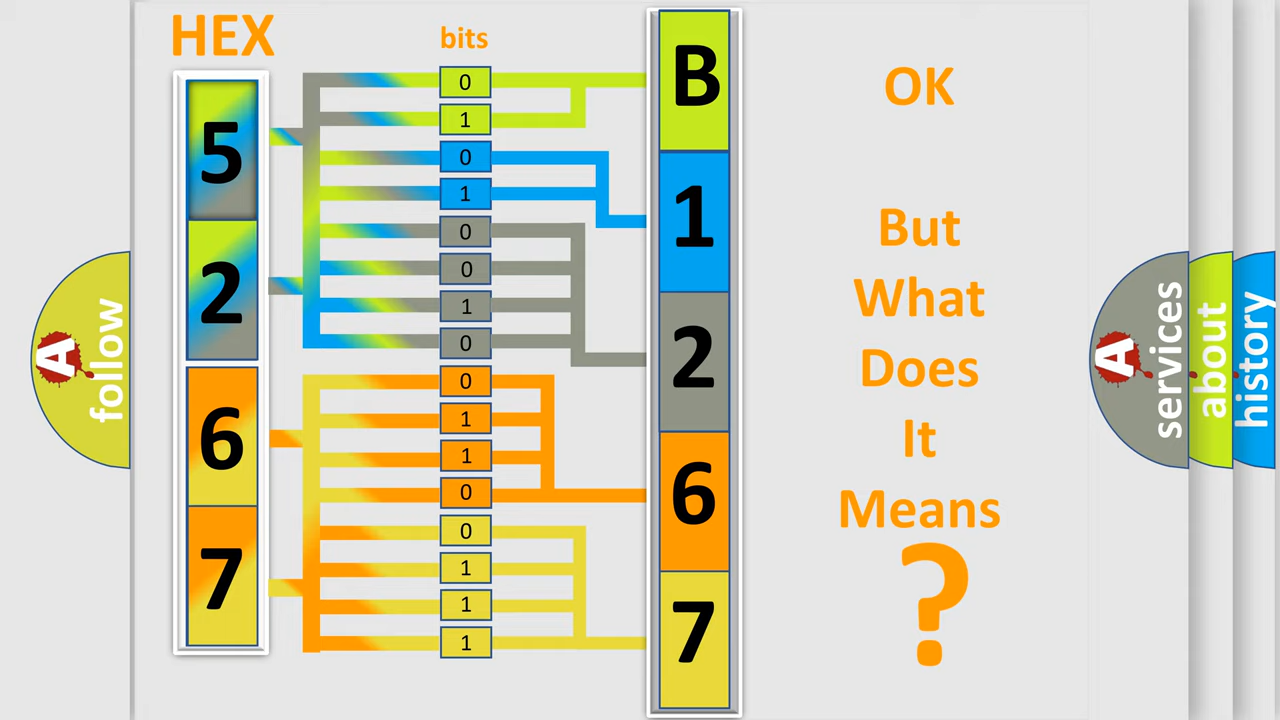 HEX
bits
5
2
6
7
0
1
0
1
0
0
1
0
0
1
1
0
0
1
1
1
B
1
2
6
7
OK
But
What
Does
It
Means
?
A
follow
A
services
about
history